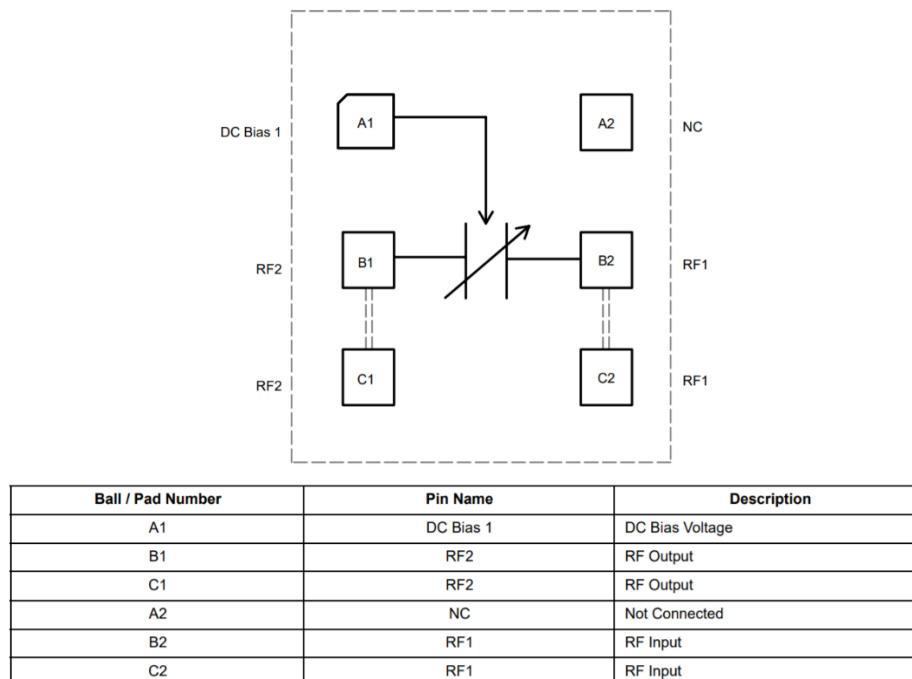 A1
A2
DC Bias 1
NC
B1
B2
RF2
RF1
C1
C2
RF2
RF1
Ball / Pad Number Pin Name Description
A1 DC Bias 1 DC Bias Voltage
B1 RF2 RF Output
C1 RF2 RF Output
A2 NC Not Connected
B2 RF1 RF Input
C2 RF1 RF Input